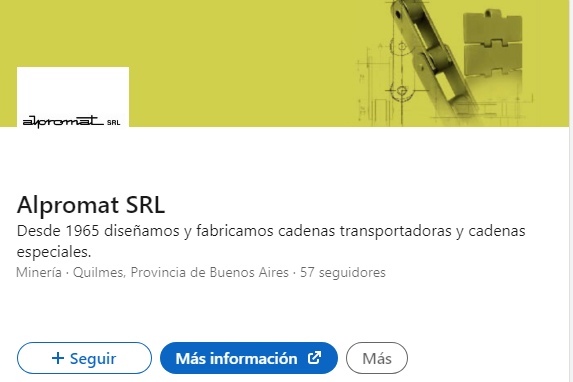 alpromat SRL
Alpromat SRL
Desde 1965 diseñamos y fabricamos cadenas transportadoras y cadenas
especiales.
Minería · Quilmes, Provincia de Buenos Aires · 57 seguidores
+ Seguir
Más información
Más